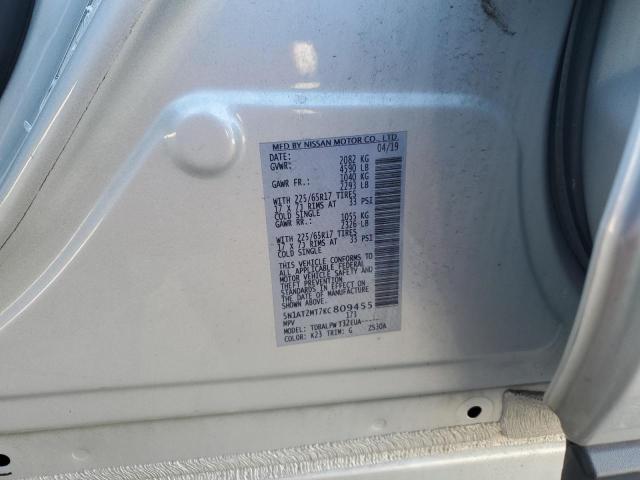 MFD BY NISSAN MOTOR CO., LTD.
DATE: 04/19
GVWR: 2082 KG
4590 LB
GAWR FR.: 1040 KG
2293 LB
WITH 225/65R17 TIRES
17 X 7J RIMS AT 33 PSI
COLD SINGLE
GAWR RR.: 1055 KG
2326 LB
WITH 225/65R17 TIRES
17 X 7J RIMS AT 33 PSI
COLD SINGLE
THIS VEHICLE CONFORMS TO
ALL APPLICABLE FEDERAL
MOTOR VEHICLE SAFETY AND
THEFT PREVENTION
STANDARDS IN EFFECT ON
THE DATE OF MANUFACTURE
SHOWN ABOVE.
5N1AT2MT7KC809455
MPV 171
MODEL: TDBALPWT32EUA-----
COLOR: K23 TRIM: G 2S30A